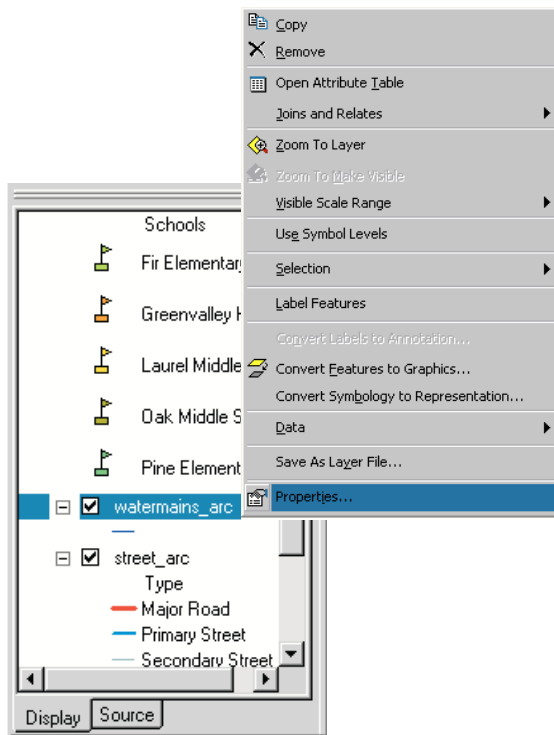 Copy
Remove
Open Attribute Table
Joins and Relates
Zoom To Layer
Zoom To Make Visible
Visible Scale Range
Use Symbol Levels
Selection
Label Features
Convert Labels to Annotation...
Convert Features to Graphics...
Convert Symbology to Representation...
Data
Save As Layer File...
Properties...
Schools
Fir Elementar
Greenvalley H
Laurel Middle
Oak Middle S
Pine Element
watermains_arc
street_arc
Type
Major Road
Primary Street
Secondary Street
Display
Source